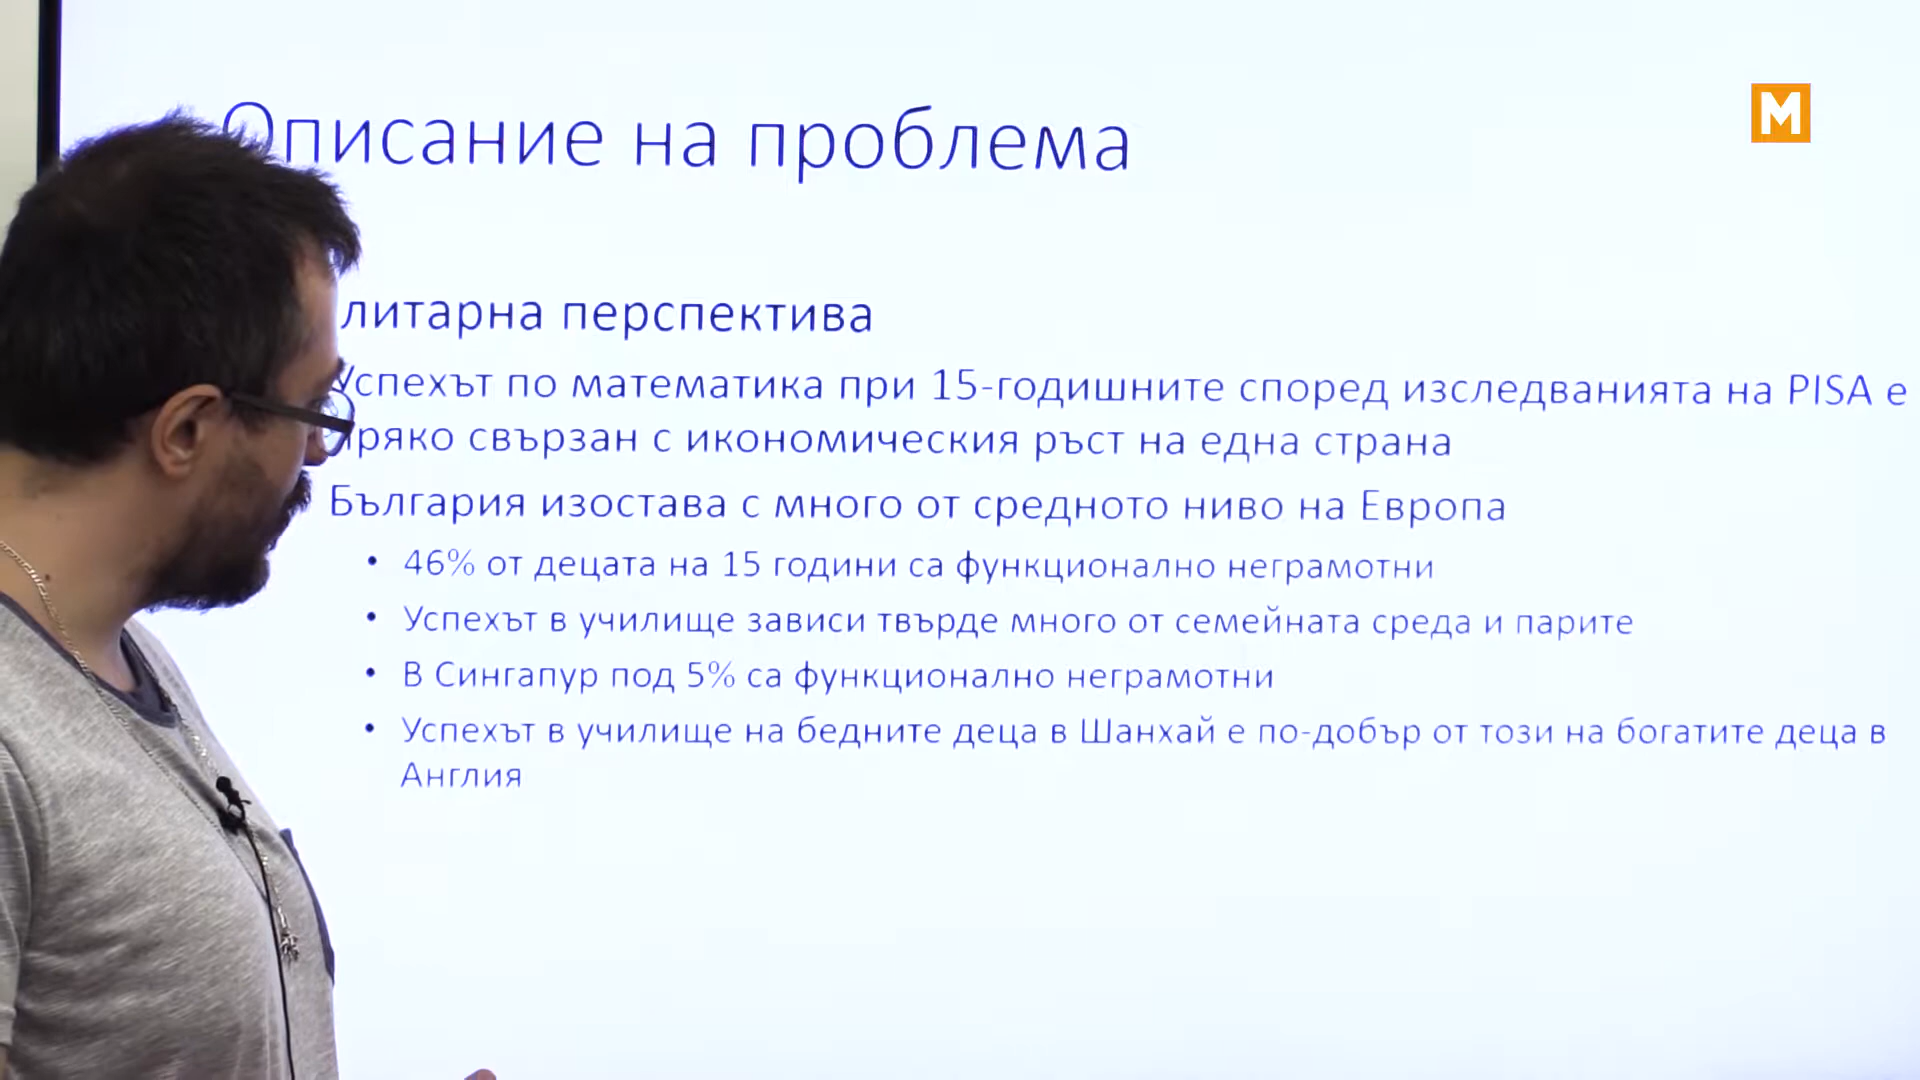 Описание на проблема
M
литарна перспектива
Успехът по математика при 15-годишните според изследванията на PISA е
пряко свързан с икономическия ръст на една страна
България изостава с много от средното ниво на Европа
• 46% от децата на 15 години са функционално неграмотни
• Успехът в училище зависи твърде много от семейната среда и парите
• В Сингапур под 5% са функционално неграмотни
• Успехът в училище на бедните деца в Шанхай е по-добър от този на богатите деца в
Англия